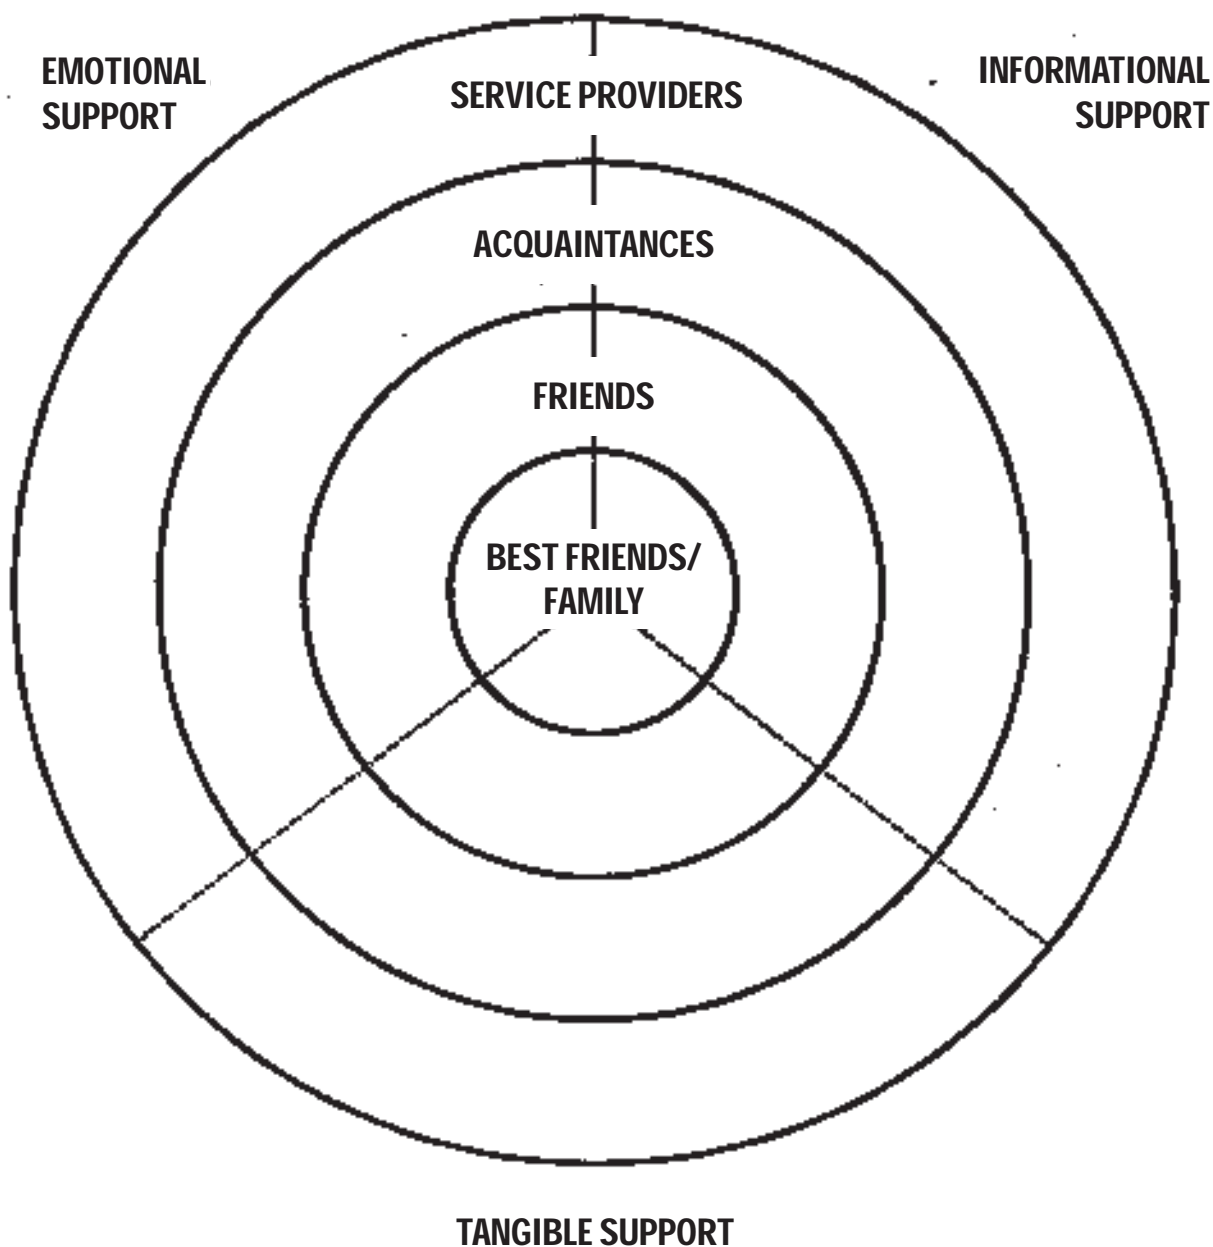 EMOTIONAL
SUPPORT
INFORMATIONAL
SUPPORT
SERVICE PROVIDERS
ACQUAINTANCES
FRIENDS
BEST FRIENDS/
FAMILY
TANGIBLE SUPPORT